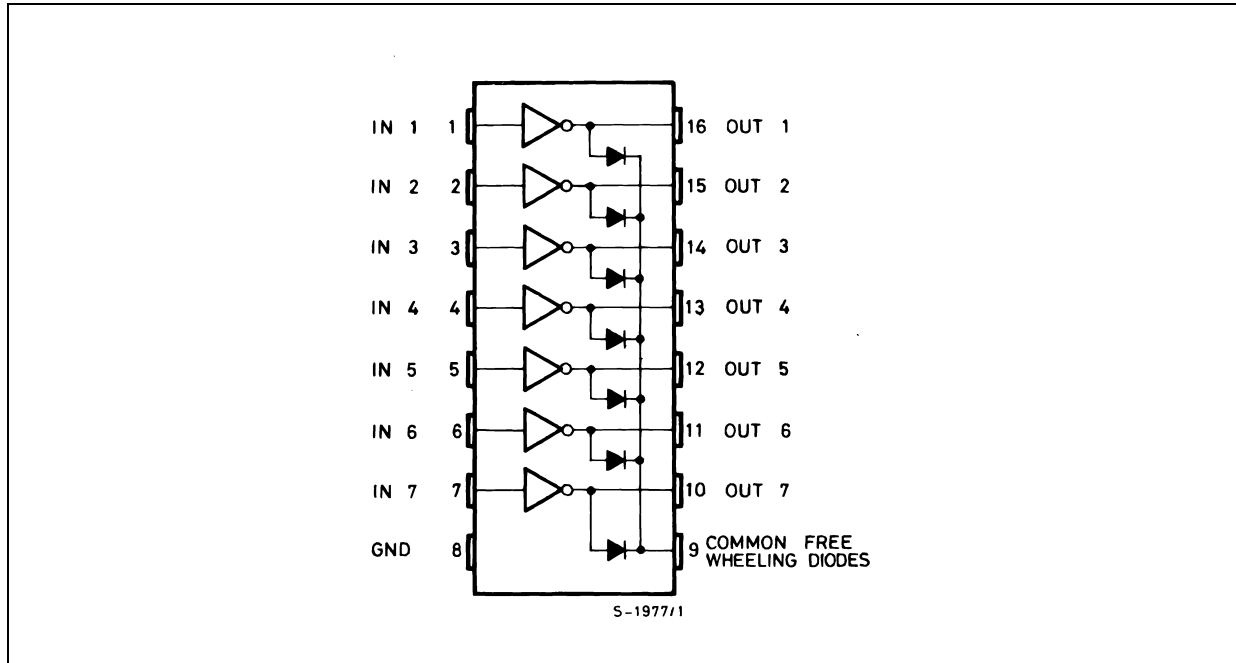 IN 1 1 16 OUT 1
IN 2 2 15 OUT 2
IN 3 3 14 OUT 3
IN 4 4 13 OUT 4
IN 5 5 12 OUT 5
IN 6 6 11 OUT 6
IN 7 7 10 OUT 7
GND 8 9 COMMON FREE
WHEELING DIODES
S-1977/1